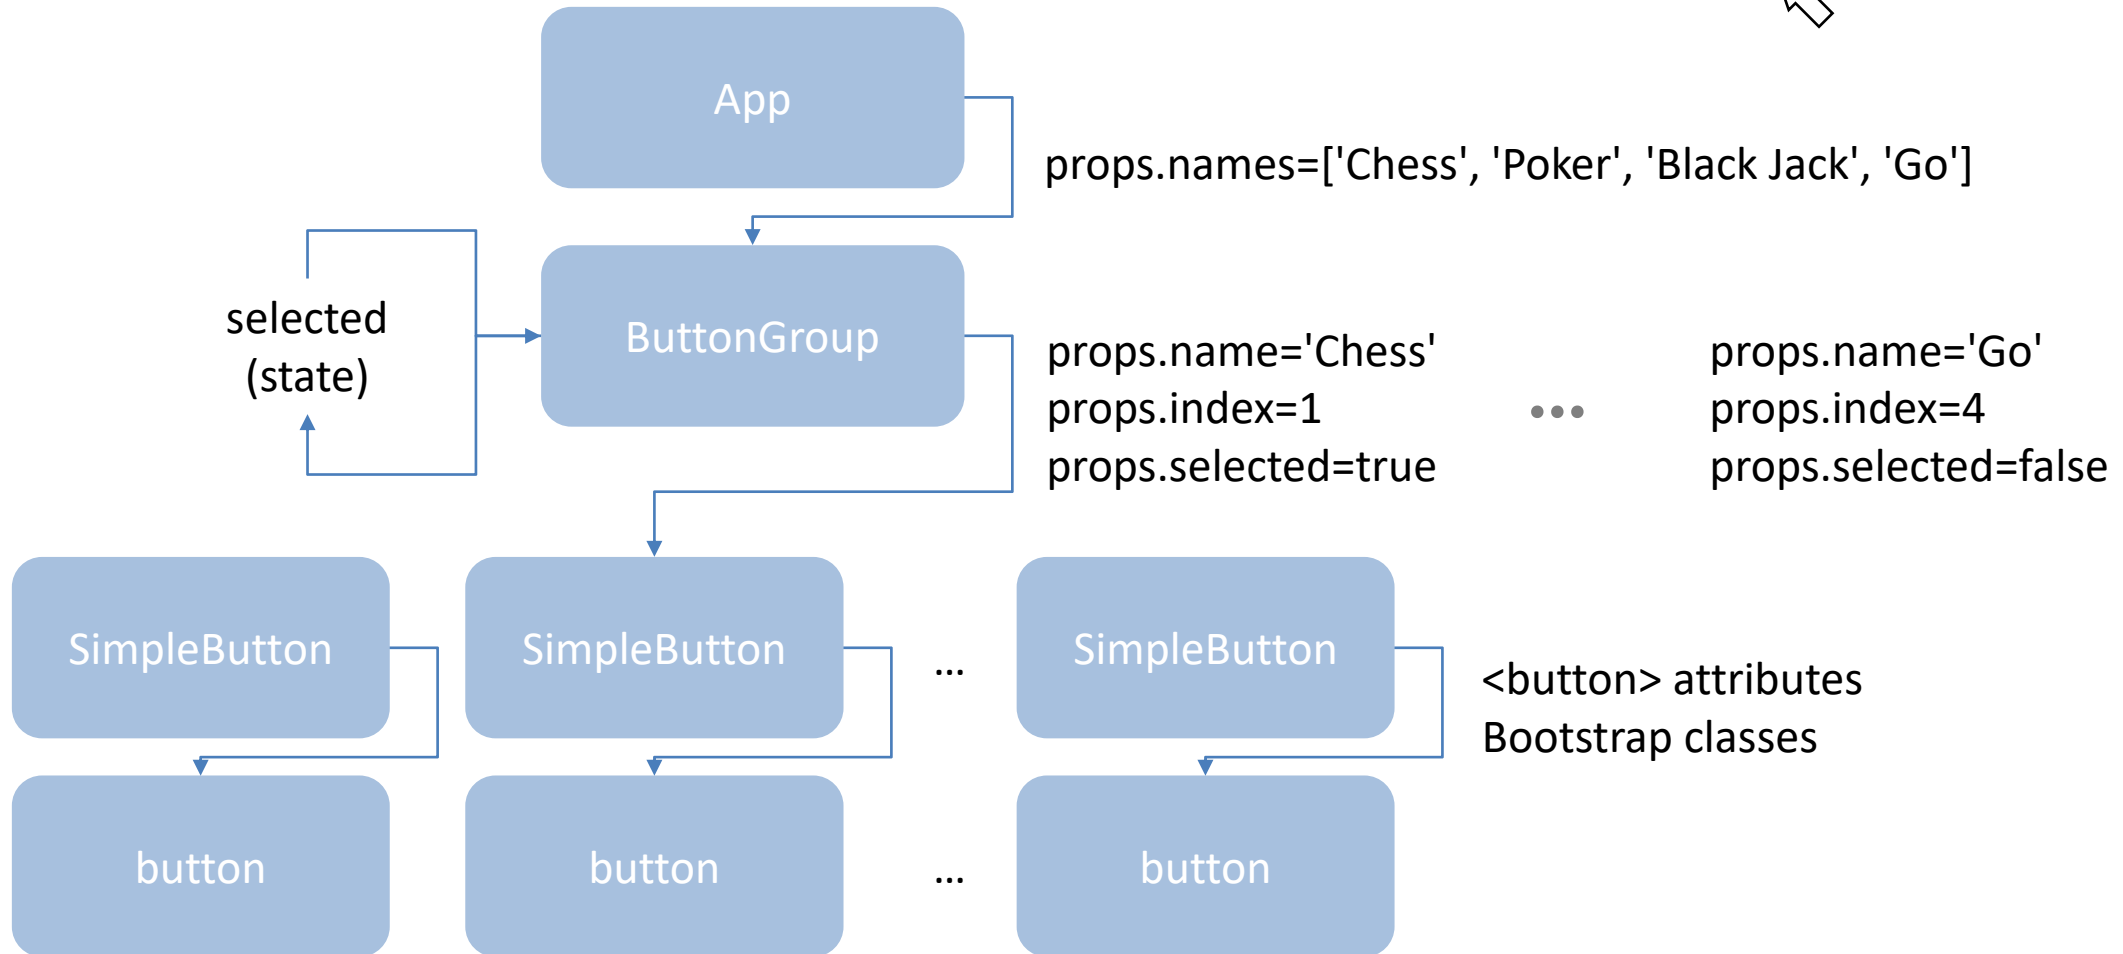 App
props.names=['Chess', 'Poker', 'Black Jack', 'Go']
selected
(state)
ButtonGroup
props.name='Chess'
props.index=1
props.selected=true
...
props.name='Go'
props.index=4
props.selected=false
SimpleButton
SimpleButton
...
SimpleButton
<button> attributes
Bootstrap classes
button
button
...
button